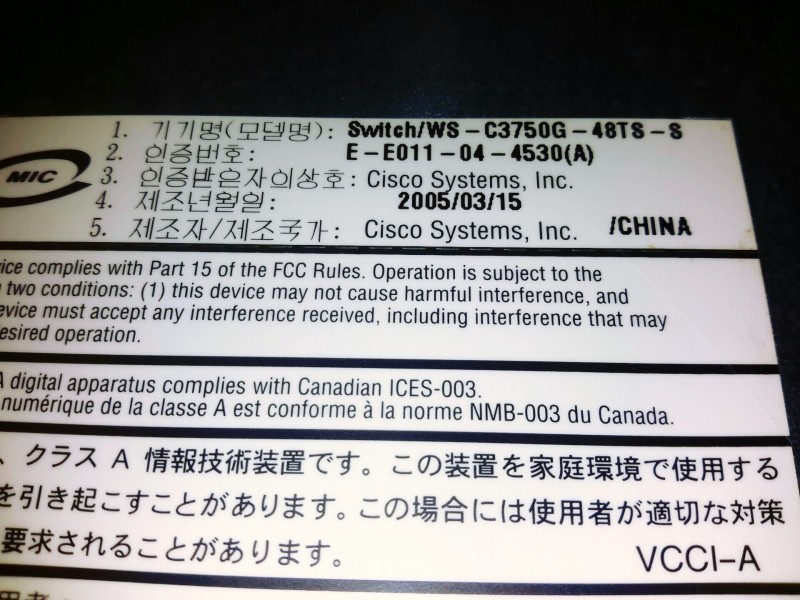 MIC
1. 기기명(모델명): Switch/WS-C3750G-48TS-S
2. 인증번호: E-E011-04-4530(A)
3. 인증받은자의상호: Cisco Systems, Inc.
4. 제조년월일: 2005/03/15
5. 제조자/제조국가: Cisco Systems, Inc. /CHINA
vice complies with Part 15 of the FCC Rules. Operation is subject to the
two conditions: (1) this device may not cause harmful interference, and
evice must accept any interference received, including interference that may
esired operation.
A digital apparatus complies with Canadian ICES-003.
numérique de la classe A est conforme à la norme NMB-003 du Canada.
、クラス A 情報技術装置です。この装置を家庭環境で使用する
を引き起こすことがあります。この場合には使用者が適切な対策
要求されることがあります。 VCCI-A